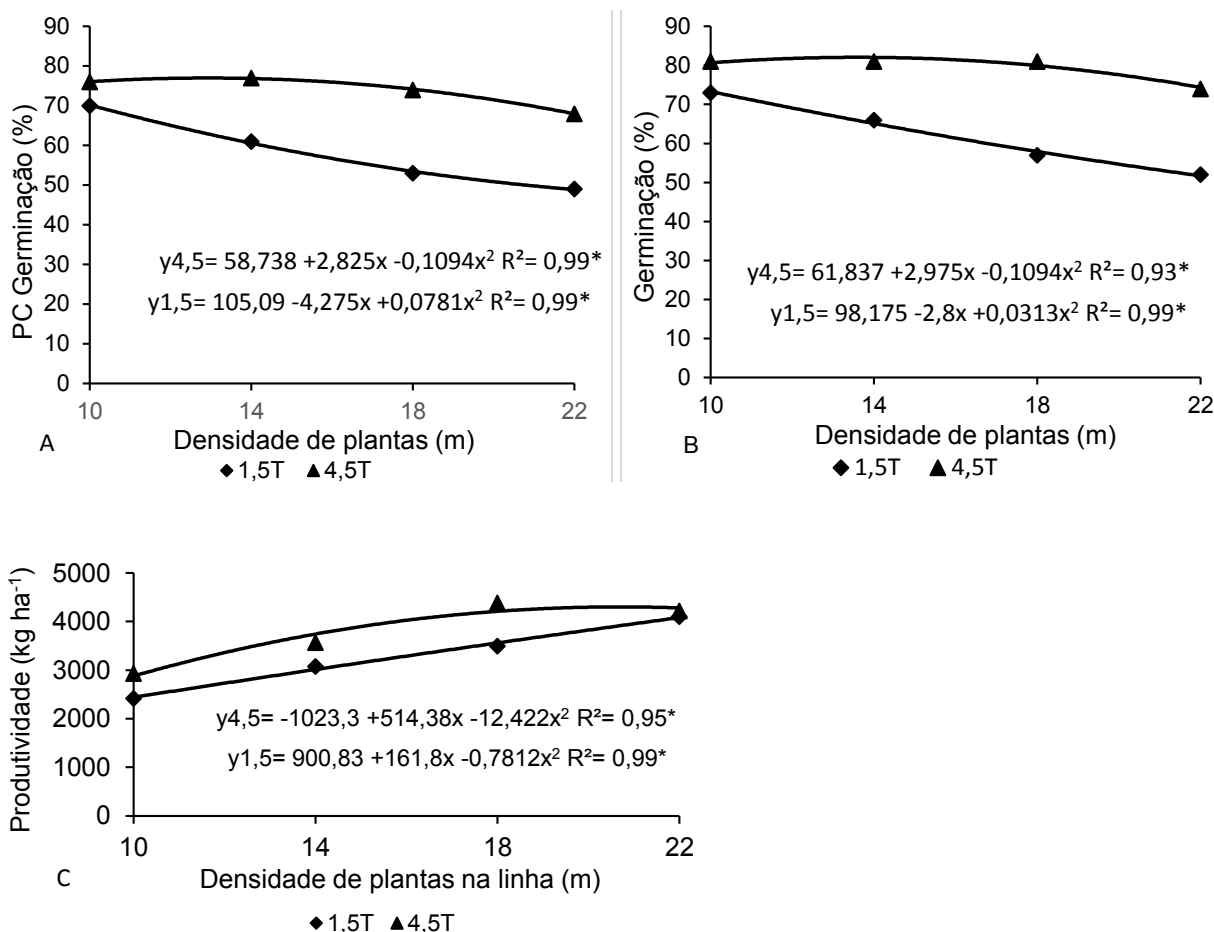 PC Germinação (%)
90
80
70
60
50
40
30
20
10
0
10 14 18 22
y4,5= 58,738 +2,825x -0,1094x² R²= 0,99*
y1,5= 105,09 -4,275x +0,0781x² R²= 0,99*
A
Densidade de plantas (m)
1,5T 4,5T
Germinação (%)
90
80
70
60
50
40
30
20
10
0
10 14 18 22
y4,5= 61,837 +2,975x -0,1094x² R²= 0,93*
y1,5= 98,175 -2,8x +0,0313x² R²= 0,99*
B
Densidade de plantas (m)
1,5T 4,5T
Produtividade (kg ha⁻¹)
5000
4000
3000
2000
1000
0
10 14 18 22
y4,5= -1023,3 +514,38x -12,422x² R²= 0,95*
y1,5= 900,83 +161,8x -0,7812x² R²= 0,99*
C
Densidade de plantas na linha (m)
1,5T 4,5T